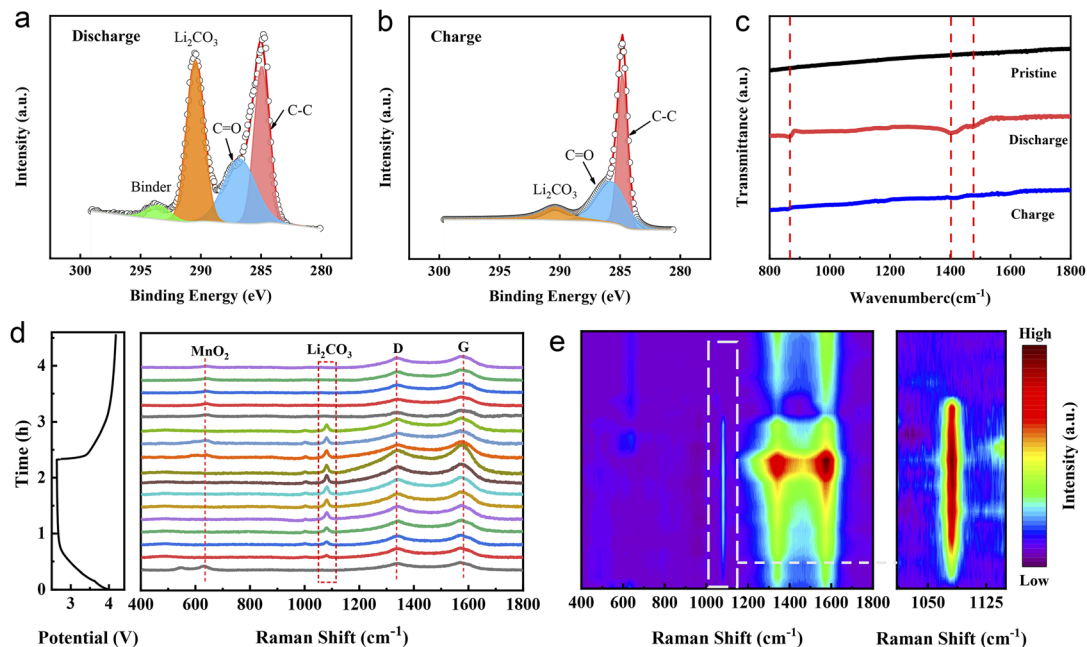 a
Discharge
Li2CO3
C=O
C-C
Binder
Intensity (a.u.)
300 295 290 285 280
Binding Energy (eV)
b
Charge
C-C
C=O
Li2CO3
Intensity (a.u.)
300 295 290 285 280
Binding Energy (eV)
c
Pristine
Discharge
Charge
Transmittance (a.u.)
800 1000 1200 1400 1600 1800
Wavenumberc(cm-1)
d
MnO2 Li2CO3 D G
4
3
2
1
0
Time (h)
3 4
Potential (V)
400 600 800 1000 1200 1400 1600 1800
Raman Shift (cm-1)
e
400 600 800 1000 1200 1400 1600 1800
Raman Shift (cm-1)
1050 1125
Raman Shift (cm-1)
High
Intensity (a.u.)
Low